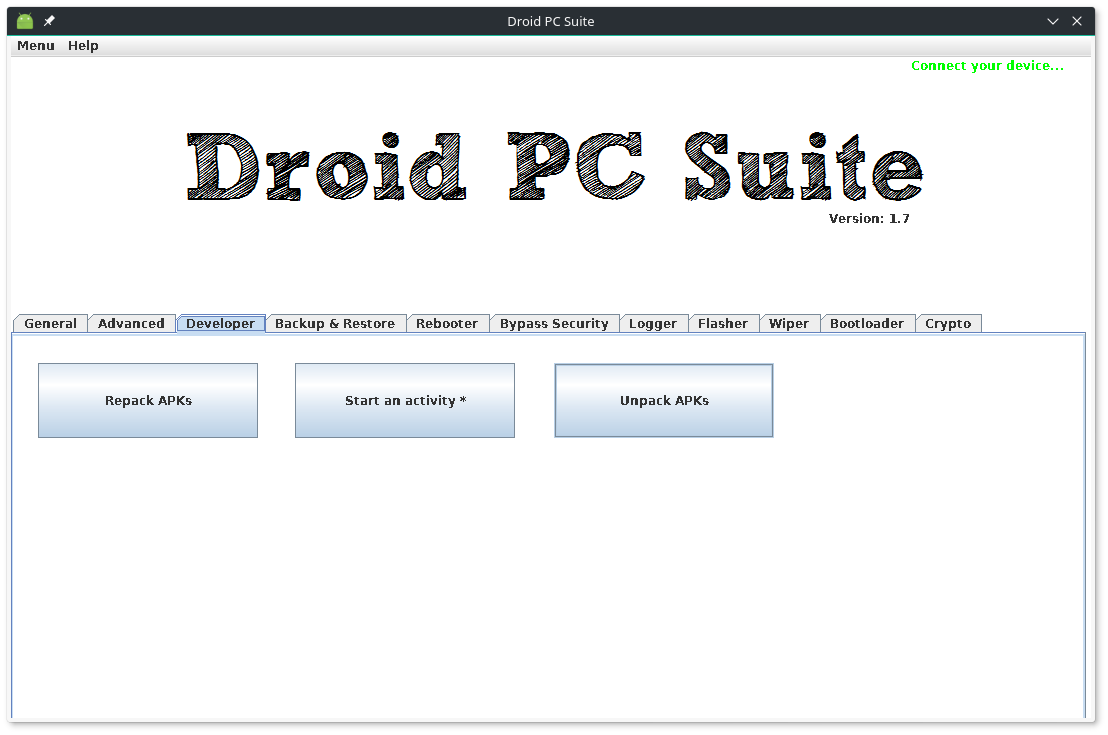 Droid PC Suite
Menu Help
Connect your device...
Droid PC Suite
Version: 1.7
General Advanced Developer Backup & Restore Rebooter Bypass Security Logger Flasher Wiper Bootloader Crypto
Repack APKs Start an activity * Unpack APKs